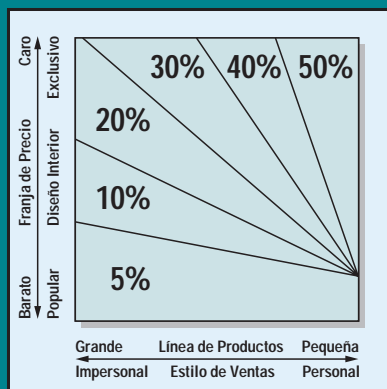 Caro
Exclusivo
Franja de Precio
Diseño Interior
Barato
Popular
30% 40% 50%
20%
10%
5%
Grande Línea de Productos Pequeña
Impersonal Estilo de Ventas Personal